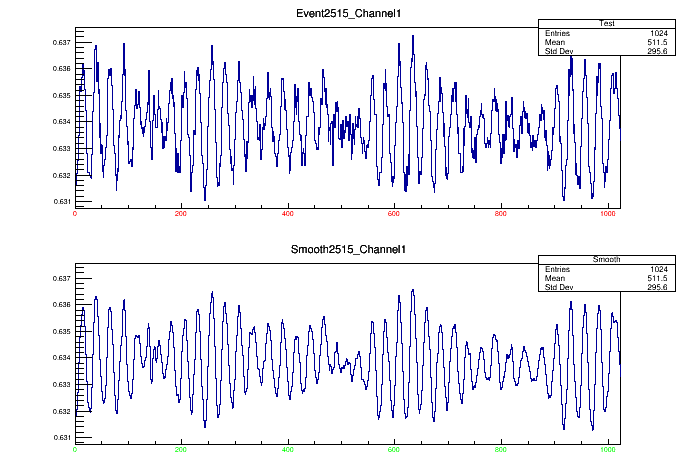 Event2515_Channel1
Test
Entries 1024
Mean 511.5
Std Dev 295.6
0.637
0.636
0.635
0.634
0.633
0.632
0.631
0 200 400 600 800 1000
Smooth2515_Channel1
Smooth
Entries 1024
Mean 511.5
Std Dev 295.6
0.637
0.636
0.635
0.634
0.633
0.632
0.631
0 200 400 600 800 1000